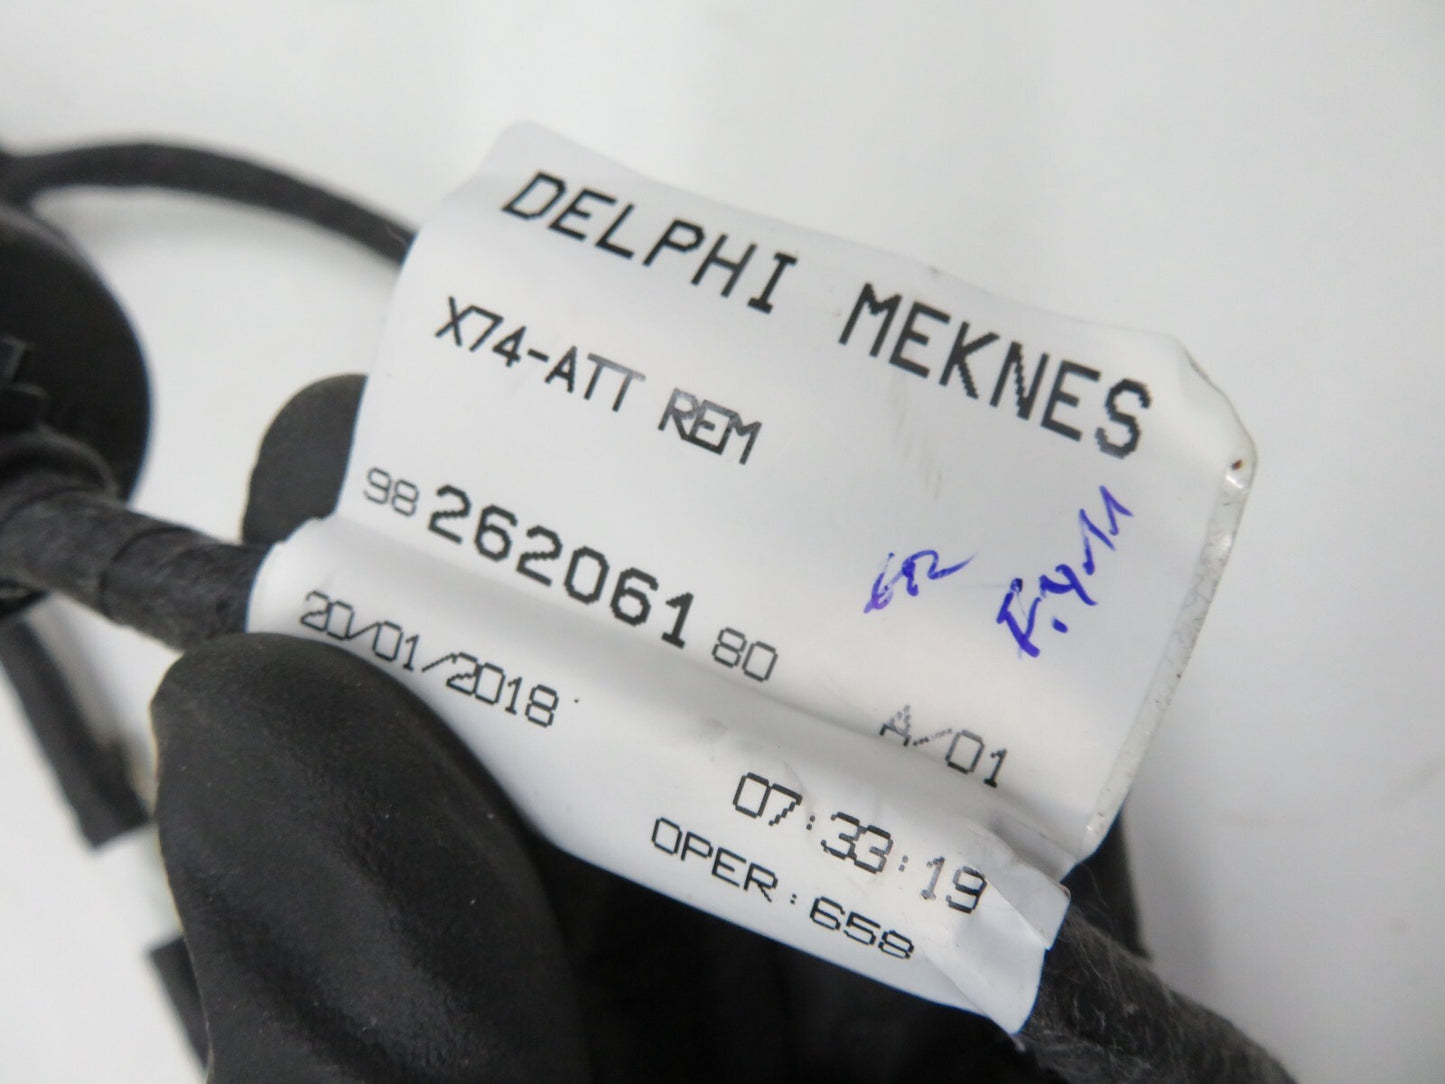 DELPHI MEKNES
X74-ATT REM
98 262061 80
20/01/2018
A/01
07:33:19
OPER:658